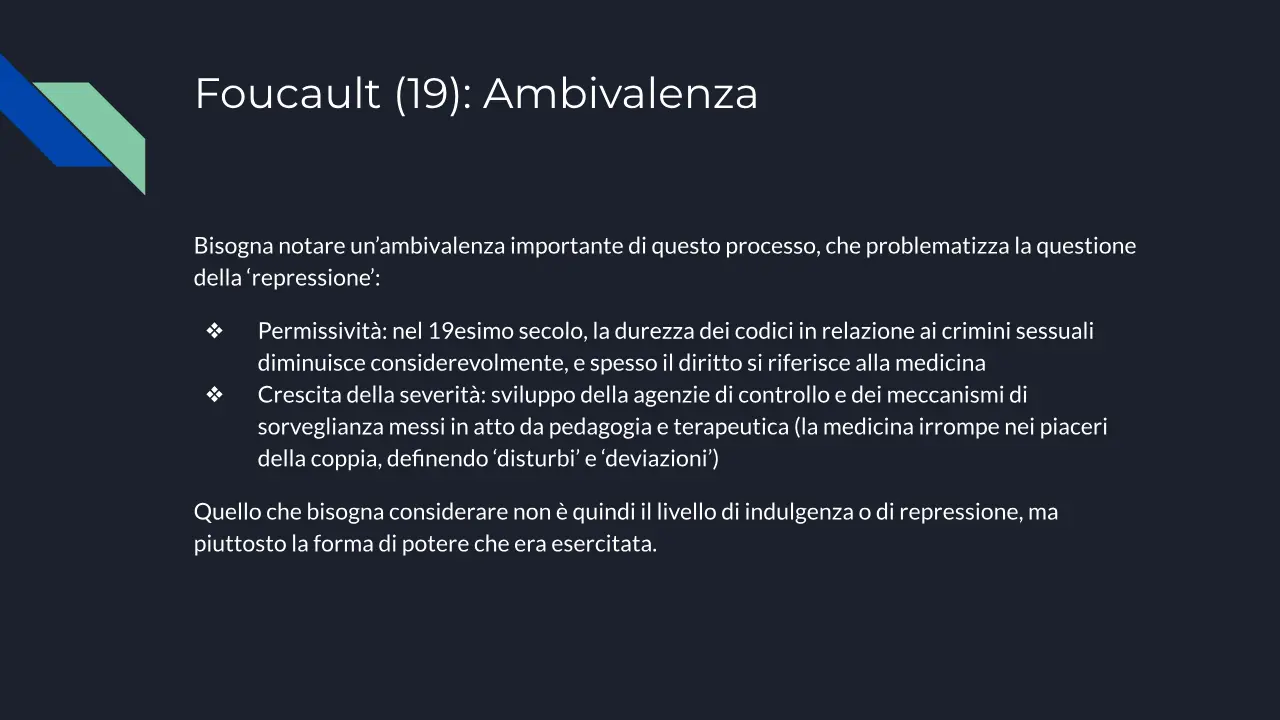 Foucault (19): Ambivalenza
Bisogna notare un’ambivalenza importante di questo processo, che problematizza la questione
della ‘repressione’:
❖ Permissività: nel 19esimo secolo, la durezza dei codici in relazione ai crimini sessuali
diminuisce considerevolmente, e spesso il diritto si riferisce alla medicina
❖ Crescita della severità: sviluppo della agenzie di controllo e dei meccanismi di
sorveglianza messi in atto da pedagogia e terapeutica (la medicina irrompe nei piaceri
della coppia, definendo ‘disturbi’ e ‘deviazioni’)
Quello che bisogna considerare non è quindi il livello di indulgenza o di repressione, ma
piuttosto la forma di potere che era esercitata.